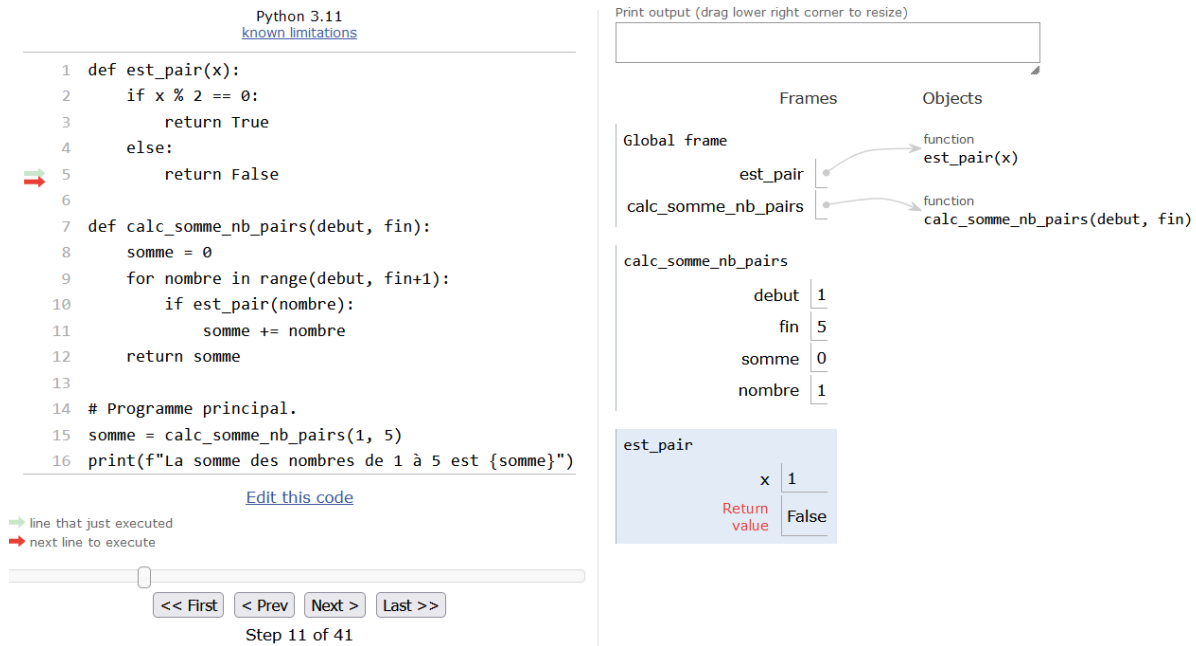 Python 3.11
known limitations
1 def est_pair(x):
2     if x % 2 == 0:
3         return True
4     else:
5         return False
6
7 def calc_somme_nb_pairs(debut, fin):
8     somme = 0
9     for nombre in range(debut, fin+1):
10         if est_pair(nombre):
11             somme += nombre
12     return somme
13
14 # Programme principal.
15 somme = calc_somme_nb_pairs(1, 5)
16 print(f"La somme des nombres de 1 à 5 est {somme}")
Edit this code
line that just executed
next line to execute
<< First < Prev Next > Last >>
Step 11 of 41
Print output (drag lower right corner to resize)
Frames Objects
Global frame
est_pair
calc_somme_nb_pairs
function
est_pair(x)
function
calc_somme_nb_pairs(debut, fin)
calc_somme_nb_pairs
debut 1
fin 5
somme 0
nombre 1
est_pair
x 1
Return
value False